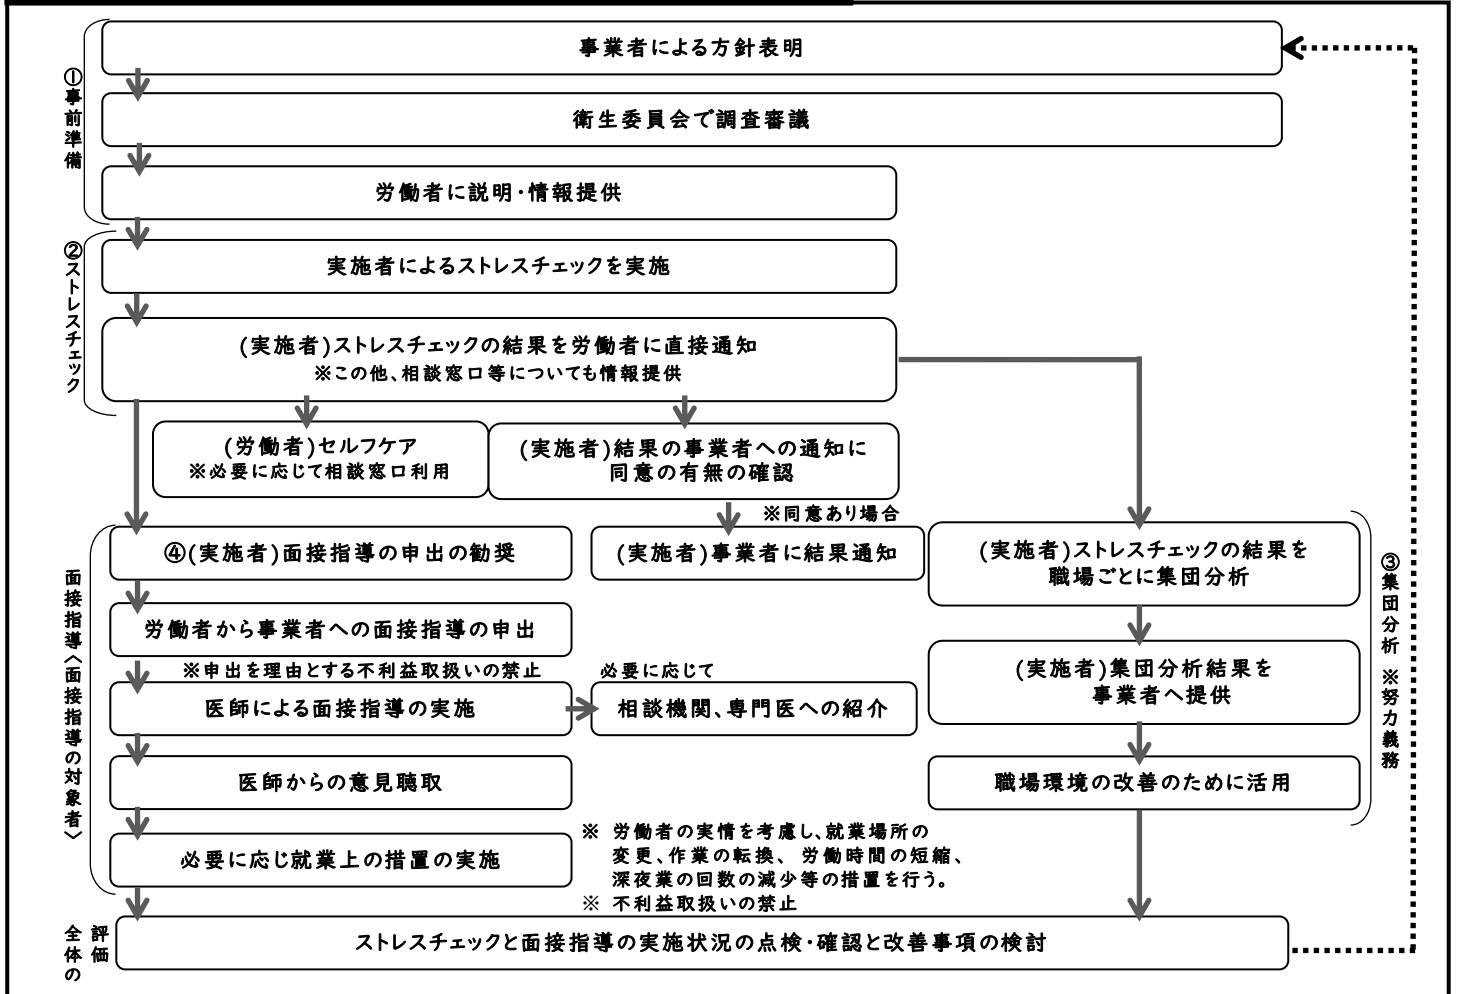 ①事前準備
事業者による方針表明
衛生委員会で調査審議
労働者に説明・情報提供
②ストレスチェック
実施者によるストレスチェックを実施
(実施者)ストレスチェックの結果を労働者に直接通知
※この他、相談窓口等についても情報提供
(労働者)セルフケア
※必要に応じて相談窓口利用
(実施者)結果の事業者への通知に
同意の有無の確認
※同意あり場合
面接指導〈面接指導の対象者〉
④(実施者)面接指導の申出の勧奨
(実施者)事業者に結果通知
労働者から事業者への面接指導の申出
※申出を理由とする不利益取扱いの禁止
必要に応じて
医師による面接指導の実施
相談機関、専門医への紹介
医師からの意見聴取
必要に応じ就業上の措置の実施
※ 労働者の実情を考慮し、就業場所の
変更、作業の転換、 労働時間の短縮、
深夜業の回数の減少等の措置を行う。
※ 不利益取扱いの禁止
(実施者)ストレスチェックの結果を
職場ごとに集団分析
(実施者)集団分析結果を
事業者へ提供
職場環境の改善のために活用
③集団分析 ※努力義務
全体の
評価
ストレスチェックと面接指導の実施状況の点検・確認と改善事項の検討